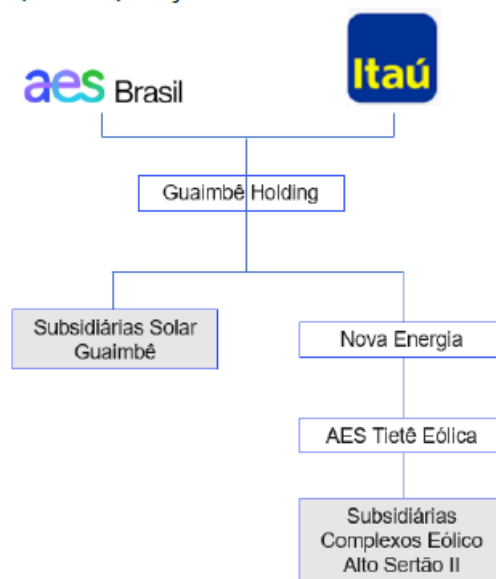 aes Brasil
Itaú
Guaimbê Holding
Subsidiárias Solar
Guaimbê
Nova Energia
AES Tietê Eólica
Subsidiárias
Complexos Eólico
Alto Sertão II